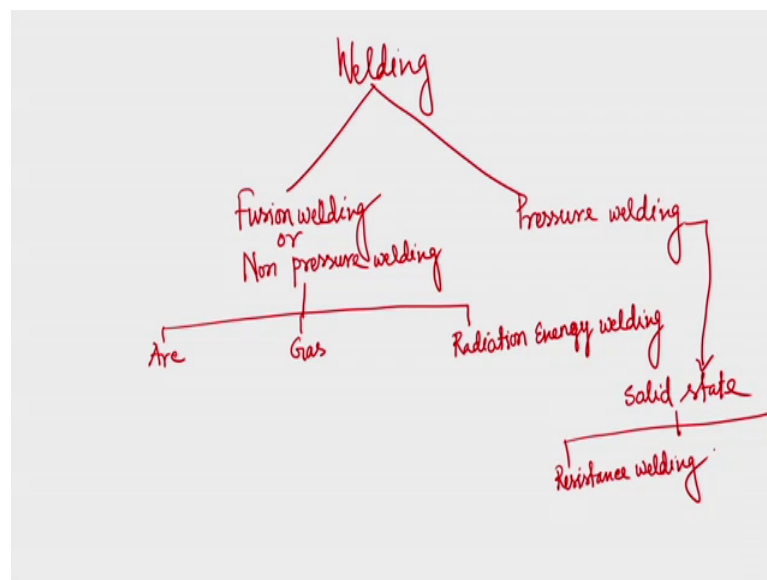 Welding
Fusion welding
or
Non pressure welding
Pressure welding
Arc
Gas
Radiation Energy welding
Solid state
Resistance welding